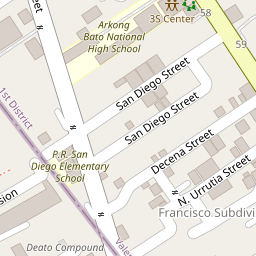 58
3S Center
59
Arkong
Bato National
High School
reet
San Diego Street
San Diego Street
1st District
P.R. San
Diego Elementary
School
Decena Street
N. Urrutia Street
sion
Francisco Subdivi
Deato Compound
Vale